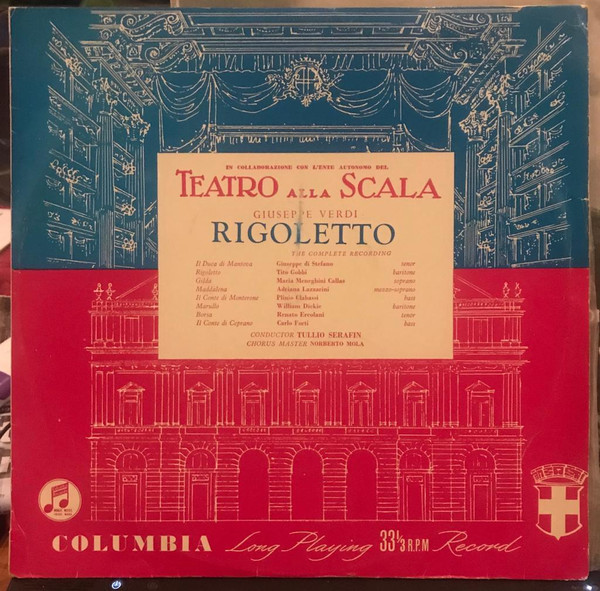 IN COLLABORAZIONE CON L'ENTE AUTONOMO DEL
TEATRO ALLA SCALA
GIUSEPPE VERDI
RIGOLETTO
THE COMPLETE RECORDING
Il Duca di Mantova Giuseppe di Stefano tenor
Rigoletto Tito Gobbi baritone
Gilda Maria Meneghini Callas soprano
Maddalena Adriana Lazzarini mezzo-soprano
Il Conte di Monterone Plinio Clabassi bass
Marullo William Dickie baritone
Borsa Renato Ercolani tenor
Il Conte di Ceprano Carlo Forti bass
CONDUCTOR TULLIO SERAFIN
CHORUS MASTER NORBERTO MOLA
COLUMBIA Long Playing 33⅓ R.P.M Record